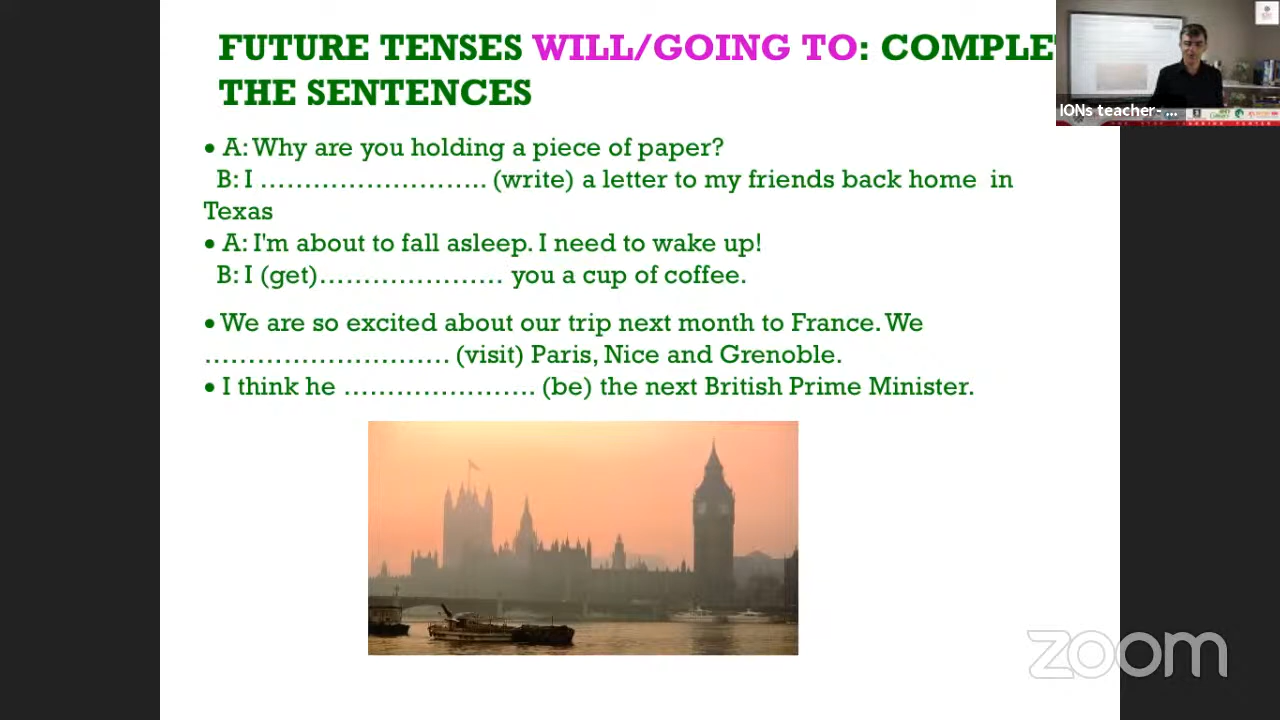 FUTURE TENSES WILL/GOING TO: COMPLET
THE SENTENCES
• A: Why are you holding a piece of paper?
B: I …………………….. (write) a letter to my friends back home in
Texas
• A: I'm about to fall asleep. I need to wake up!
B: I (get)………………… you a cup of coffee.
• We are so excited about our trip next month to France. We
………………………. (visit) Paris, Nice and Grenoble.
• I think he …………………. (be) the next British Prime Minister.
IONs teacher- ...
zoom